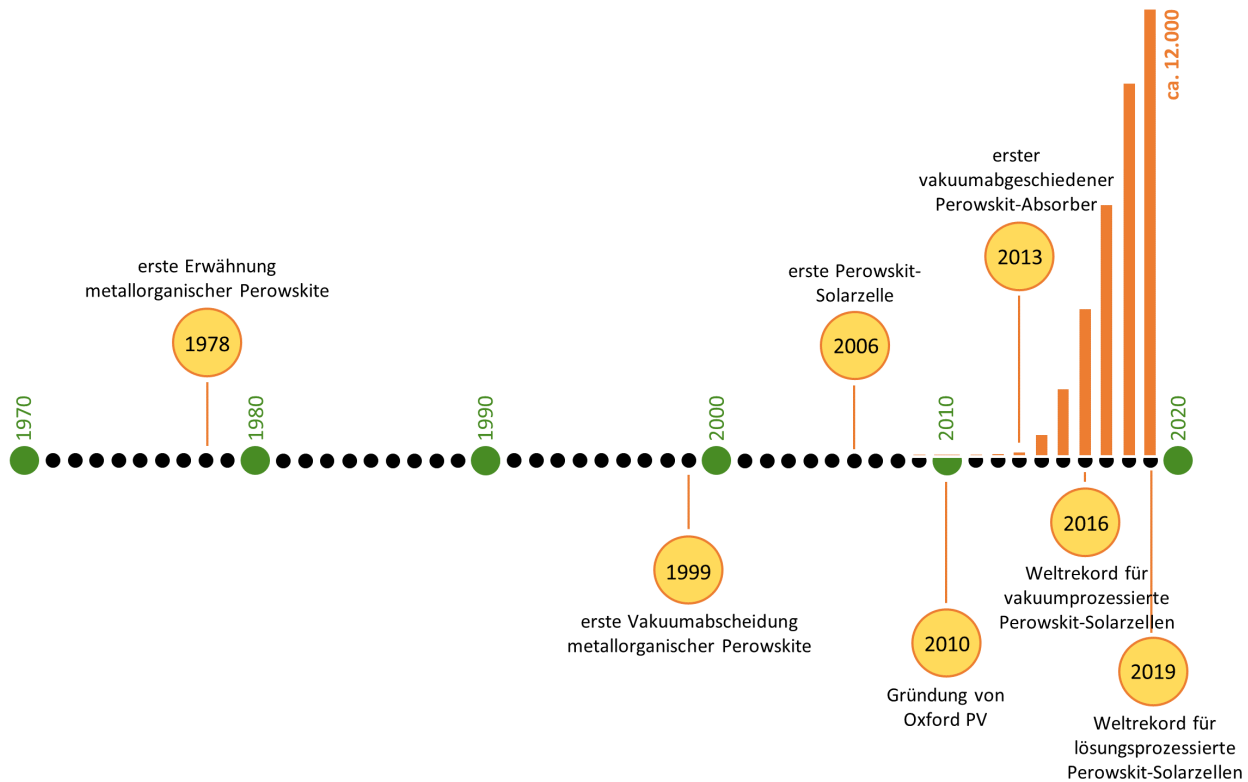 ca. 12.000
erster
vakuumabgeschiedener
Perowskit-Absorber
2013
erste Erwähnung
metallorganischer Perowskite
1978
erste Perowskit-
Solarzelle
2006
1970
1980
1990
2000
2010
2020
1999
erste Vakuumabscheidung
metallorganischer Perowskite
2016
Weltrekord für
vakuumprozessierte
Perowskit-Solarzellen
2010
Gründung von
Oxford PV
2019
Weltrekord für
lösungsprozessierte
Perowskit-Solarzellen